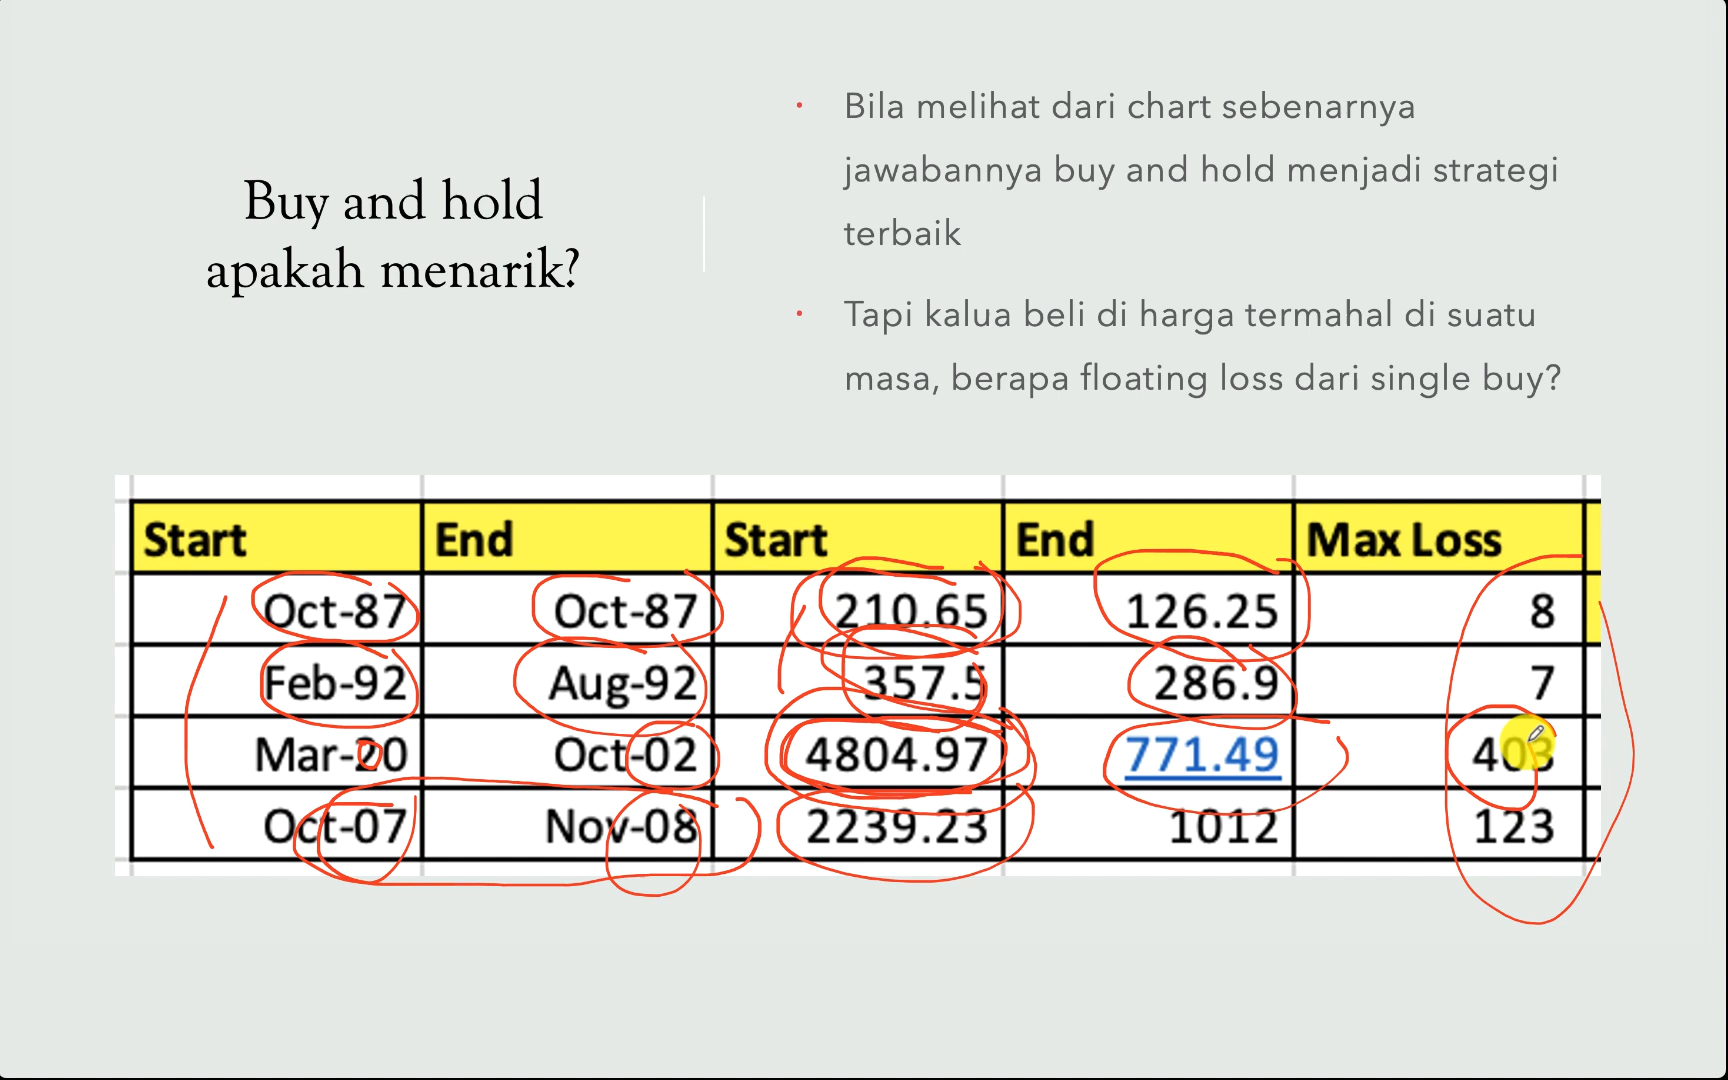 Buy and hold
apakah menarik?
• Bila melihat dari chart sebenarnya
jawabannya buy and hold menjadi strategi
terbaik
• Tapi kalua beli di harga termahal di suatu
masa, berapa floating loss dari single buy?
Start End Start End Max Loss
Oct-87 Oct-87 210.65 126.25 8
Feb-92 Aug-92 357.5 286.9 7
Mar-20 Oct-02 4804.97 771.49 403
Oct-07 Nov-08 2239.23 1012 123